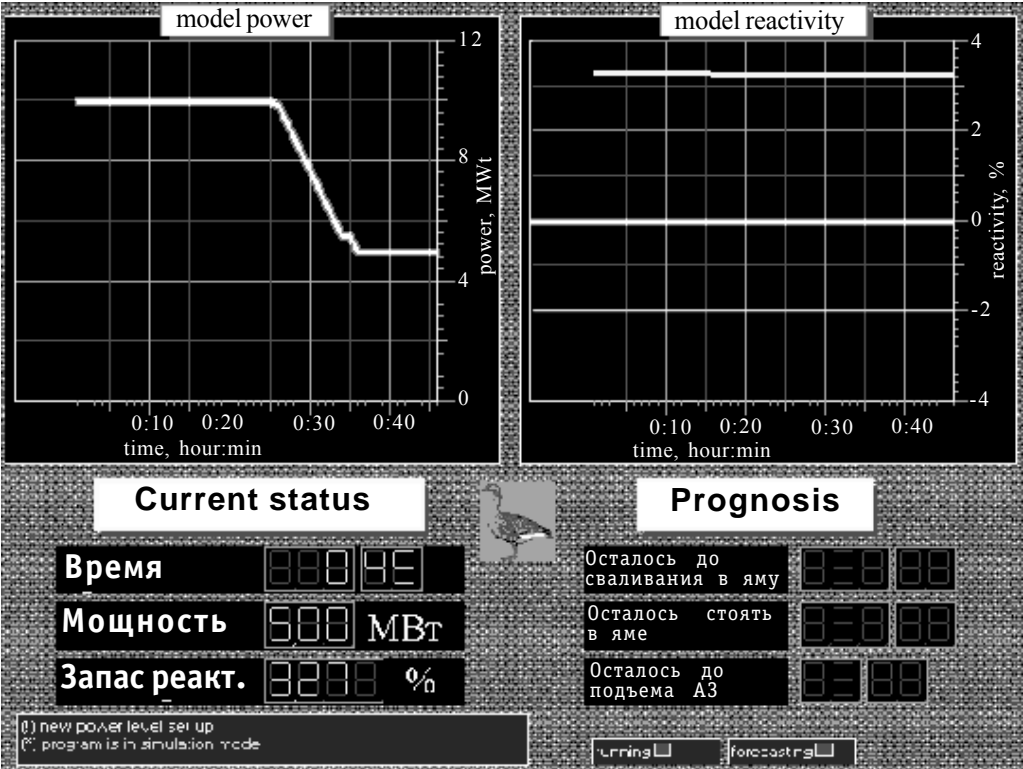 model power
12
8
4
0
power, MWt
0:10 0:20 0:30 0:40
time, hour:min
model reactivity
4
2
0
-2
-4
reactivity, %
0:10 0:20 0:30 0:40
time, hour:min
Current status
Время
Мощность 5.00 МВт
Запас реакт. %
Prognosis
Осталось до
сваливания в яму
Осталось стоять
в яме
Осталось до
подъема АЗ
(!) new power level set up
(*) program is in simulation mode
running
forecasting